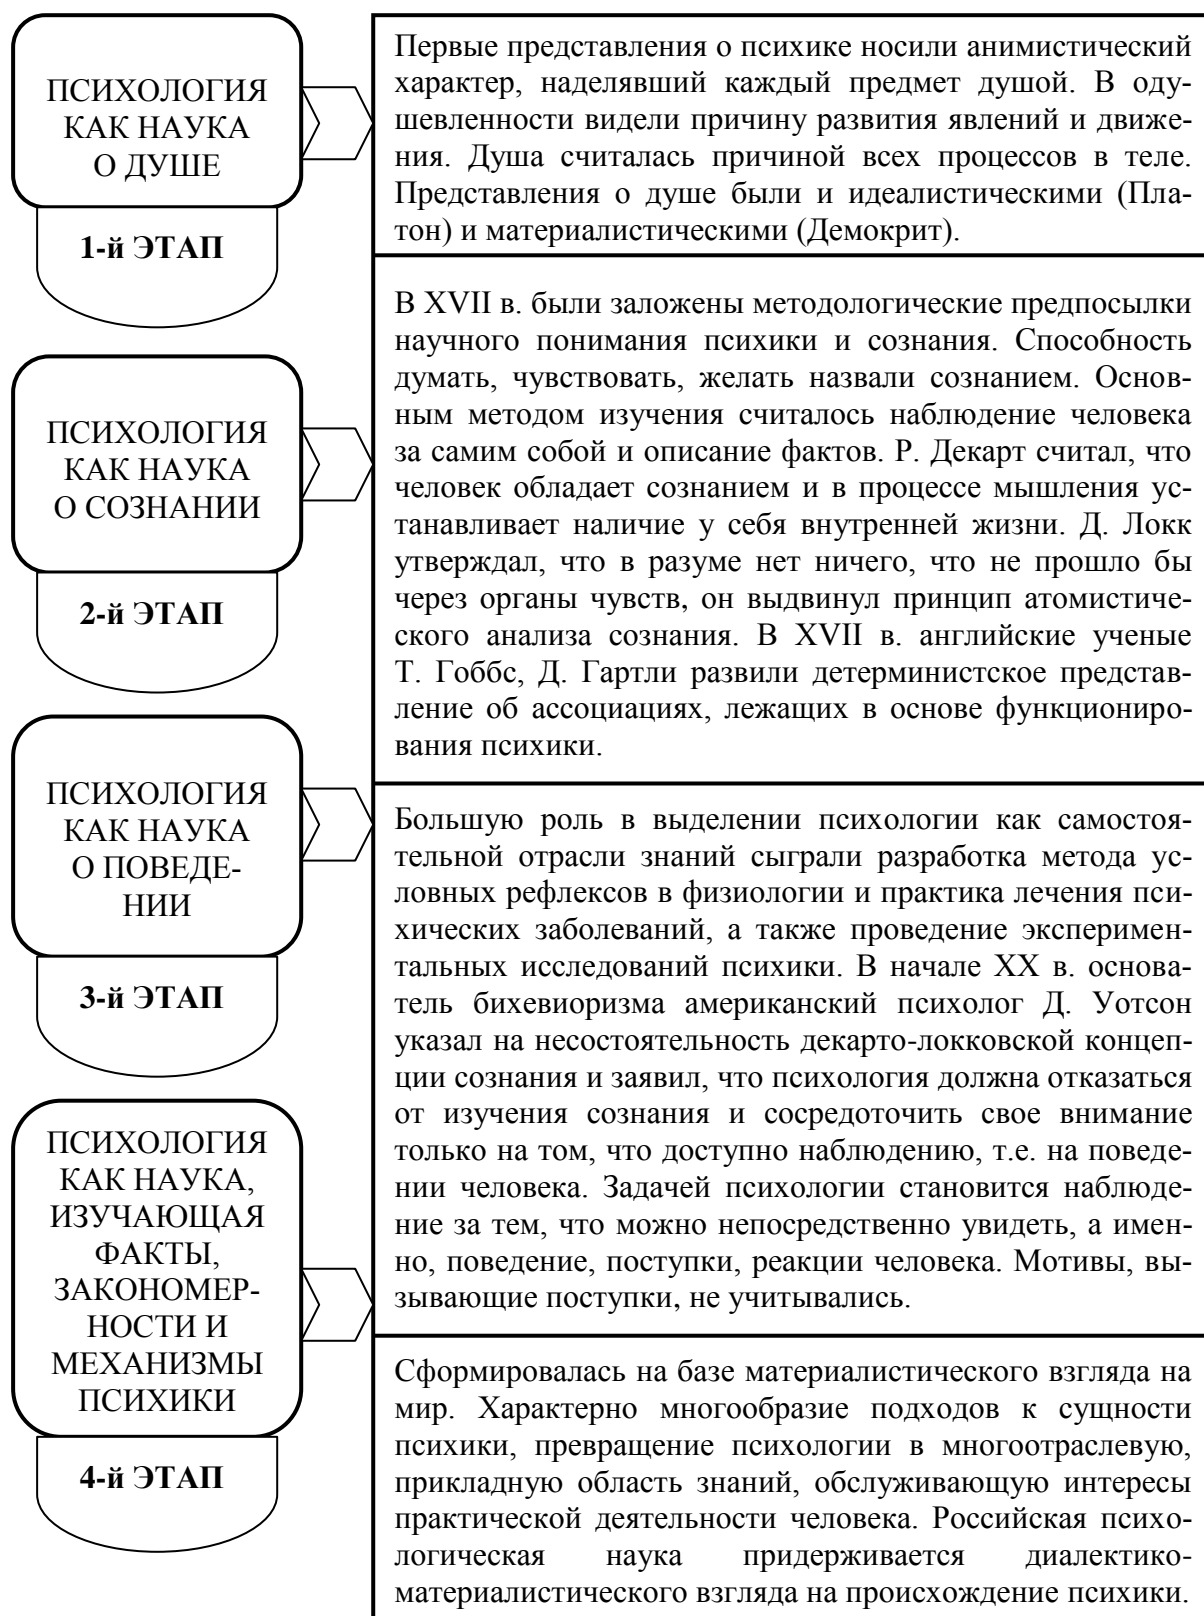 ПСИХОЛОГИЯ
КАК НАУКА
О ДУШЕ
1-й ЭТАП
Первые представления о психике носили анимистический
характер, наделявший каждый предмет душой. В оду-
шевленности видели причину развития явлений и движе-
ния. Душа считалась причиной всех процессов в теле.
Представления о душе были и идеалистическими (Пла-
тон) и материалистическими (Демокрит).
ПСИХОЛОГИЯ
КАК НАУКА
О СОЗНАНИИ
2-й ЭТАП
В XVII в. были заложены методологические предпосылки
научного понимания психики и сознания. Способность
думать, чувствовать, желать назвали сознанием. Основ-
ным методом изучения считалось наблюдение человека
за самим собой и описание фактов. Р. Декарт считал, что
человек обладает сознанием и в процессе мышления ус-
танавливает наличие у себя внутренней жизни. Д. Локк
утверждал, что в разуме нет ничего, что не прошло бы
через органы чувств, он выдвинул принцип атомистиче-
ского анализа сознания. В XVII в. английские ученые
Т. Гоббс, Д. Гартли развили детерминистское представ-
ление об ассоциациях, лежащих в основе функциониро-
вания психики.
ПСИХОЛОГИЯ
КАК НАУКА
О ПОВЕДЕ-
НИИ
3-й ЭТАП
Большую роль в выделении психологии как самостоя-
тельной отрасли знаний сыграли разработка метода ус-
ловных рефлексов в физиологии и практика лечения пси-
хических заболеваний, а также проведение эксперимен-
тальных исследований психики. В начале XX в. основа-
тель бихевиоризма американский психолог Д. Уотсон
указал на несостоятельность декарто-локковской концеп-
ции сознания и заявил, что психология должна отказаться
от изучения сознания и сосредоточить свое внимание
только на том, что доступно наблюдению, т.е. на поведе-
нии человека. Задачей психологии становится наблюде-
ние за тем, что можно непосредственно увидеть, а имен-
но, поведение, поступки, реакции человека. Мотивы, вы-
зывающие поступки, не учитывались.
ПСИХОЛОГИЯ
КАК НАУКА,
ИЗУЧАЮЩАЯ
ФАКТЫ,
ЗАКОНОМЕР-
НОСТИ И
МЕХАНИЗМЫ
ПСИХИКИ
4-й ЭТАП
Сформировалась на базе материалистического взгляда на
мир. Характерно многообразие подходов к сущности
психики, превращение психологии в многоотраслевую,
прикладную область знаний, обслуживающую интересы
практической деятельности человека. Российская психо-
логическая наука придерживается диалектико-
материалистического взгляда на происхождение психики.